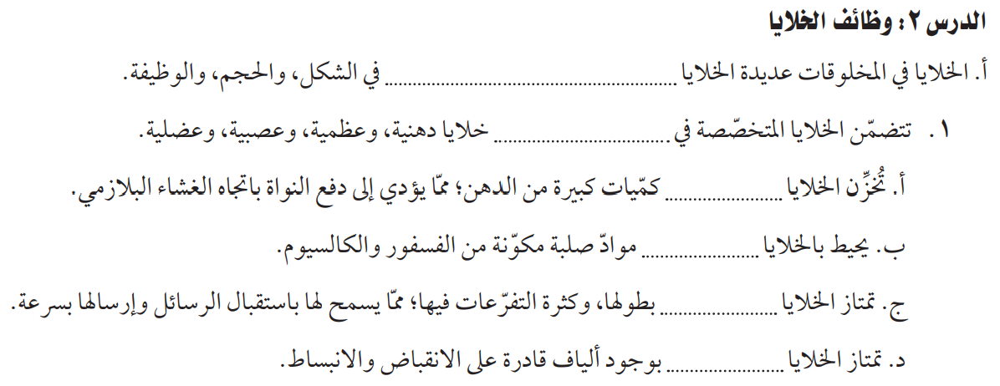 الدرس ٢: وظائف الخلايا
أ. الخلايا في المخلوقات عديدة الخلايا ........................ في الشكل، والحجم، والوظيفة.
١. تتضمّن الخلايا المتخصّصة في ........................ خلايا دهنية، وعظمية، وعصبية، وعضلية.
أ. تُخزِّن الخلايا ........................ كمّيات كبيرة من الدهن؛ ممّا يؤدي إلى دفع النواة باتجاه الغشاء البلازمي.
ب. يحيط بالخلايا ........................ موادّ صلبة مكوّنة من الفسفور والكالسيوم.
ج. تمتاز الخلايا ........................ بطولها، وكثرة التفرّعات فيها؛ ممّا يسمح لها باستقبال الرسائل وإرسالها بسرعة.
د. تمتاز الخلايا ........................ بوجود ألياف قادرة على الانقباض والانبساط.